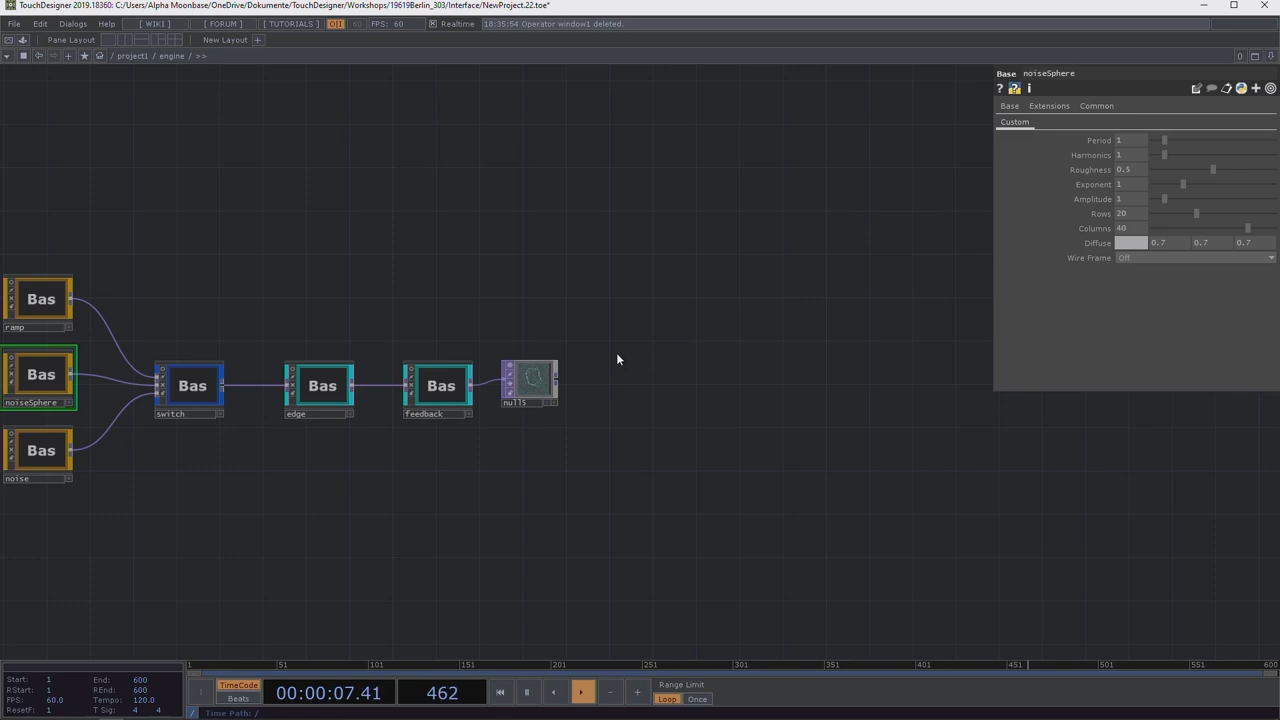 TouchDesigner 2019.18360: C:/Users/Alpha Moonbase/OneDrive/Dokumente/TouchDesigner/Workshops/19619Berlin_303/Interface/NewProject.22.toe*
File Edit Dialogs Help [ WIKI ] [ FORUM ] [ TUTORIALS ] O|I 60 FPS: 60 Realtime 18:35:54 Operator window1 deleted.
Pane Layout New Layout +
/ project1 / engine / >> 0
Base noiseSphere
? ? i
Base Extensions Common
Custom
Period 1
Harmonics 1
Roughness 0.5
Exponent 1
Amplitude 1
Rows 20
Columns 40
Diffuse 0.7 0.7 0.7
Wire Frame Off
Bas
ramp
Bas
noiseSphere
Bas
noise
Bas
switch
Bas
edge
Bas
feedback
null5
1 51 101 151 201 251 301 351 401 451 501 551 600
Start: 1 End: 600
RStart: 1 REnd: 600
FPS: 60.0 Tempo: 120.0
ResetF: 1 T Sig: 4 4
TimeCode
Beats
00:00:07.41
462
Range Limit
Loop Once
/ Time Path: /